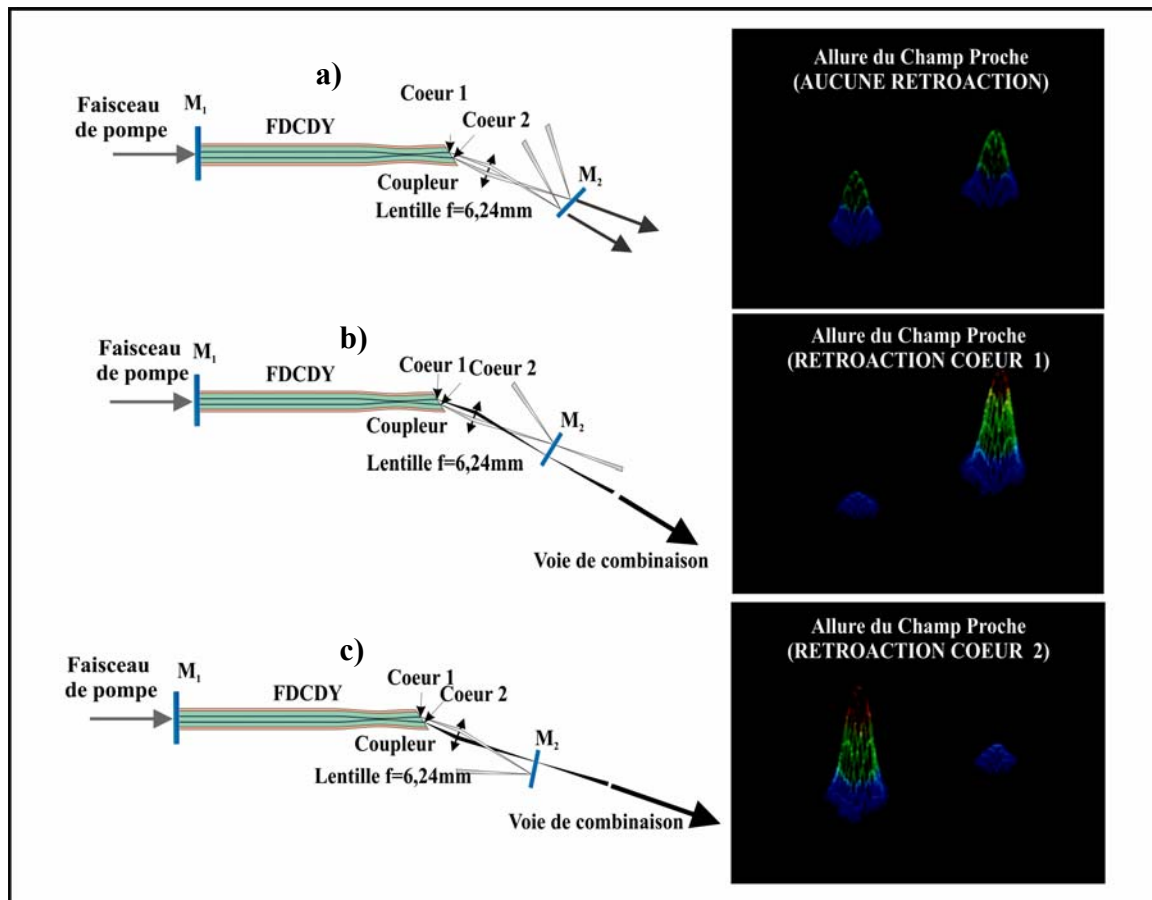 a)
Faisceau
de pompe
M₁
FDCDY
Coeur 1
Coeur 2
Coupleur
Lentille f=6,24mm
M₂
Allure du Champ Proche
(AUCUNE RETROACTION)
b)
Faisceau
de pompe
M₁
FDCDY
Coeur 1
Coeur 2
Coupleur
Lentille f=6,24mm
M₂
Voie de combinaison
Allure du Champ Proche
(RETROACTION COEUR 1)
c)
Faisceau
de pompe
M₁
FDCDY
Coeur 1
Coeur 2
Coupleur
Lentille f=6,24mm
M₂
Voie de combinaison
Allure du Champ Proche
(RETROACTION COEUR 2)